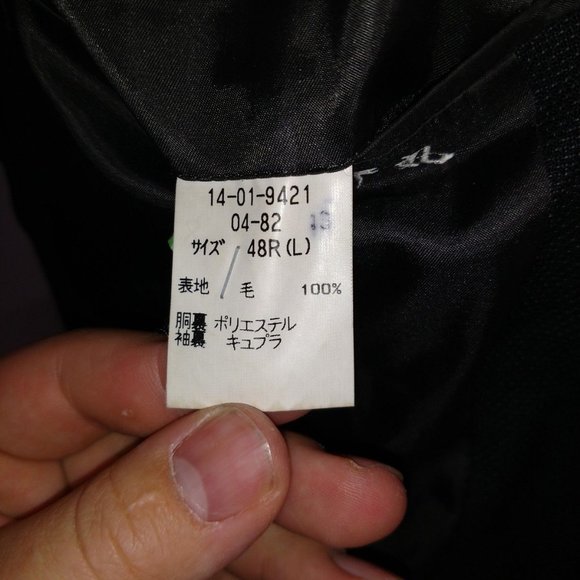 14-01-9421
04-82
サイズ 48R(L)
表地 毛 100%
胴裏 ポリエステル
袖裏 キュプラ